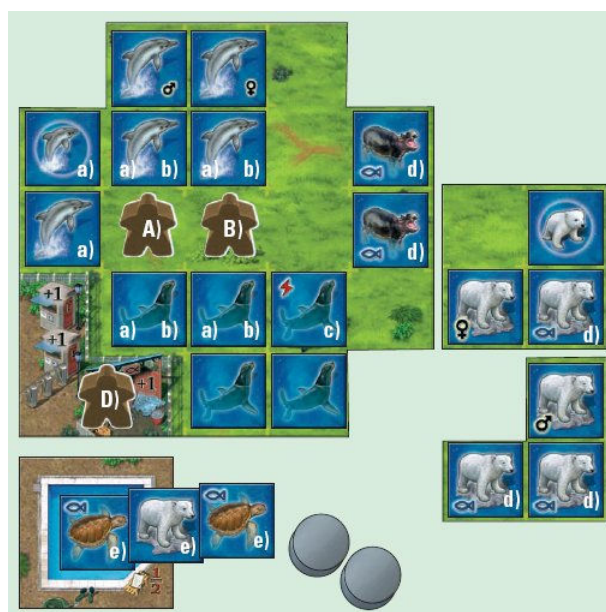 ♂ ♀
a) a) b) a) b) d)
a) A) B) d)
+1
+1
a) b) a) b) c) ♀ d)
D) +1
♂
d) d)
e) e) e)
1/2